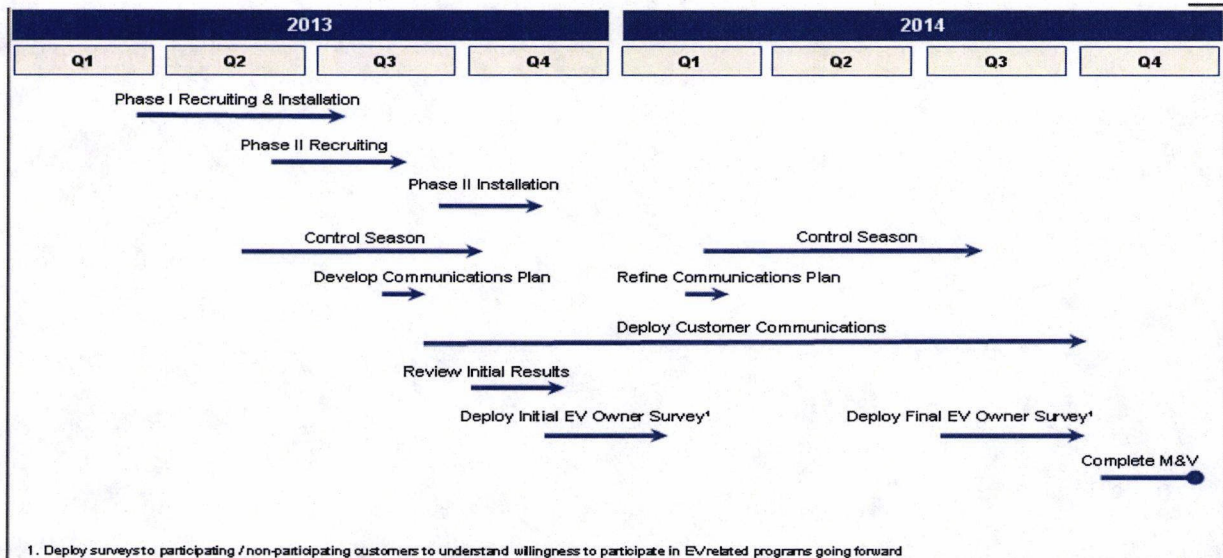 2013 2014
Q1 Q2 Q3 Q4 Q1 Q2 Q3 Q4
Phase I Recruiting & Installation
Phase II Recruiting
Phase II Installation
Control Season Control Season
Develop Communications Plan Refine Communications Plan
Deploy Customer Communications
Review Initial Results
Deploy Initial EV Owner Survey¹ Deploy Final EV Owner Survey¹
Complete M&V
1. Deploy surveys to participating / non-participating customers to understand willingness to participate in EV related programs going forward